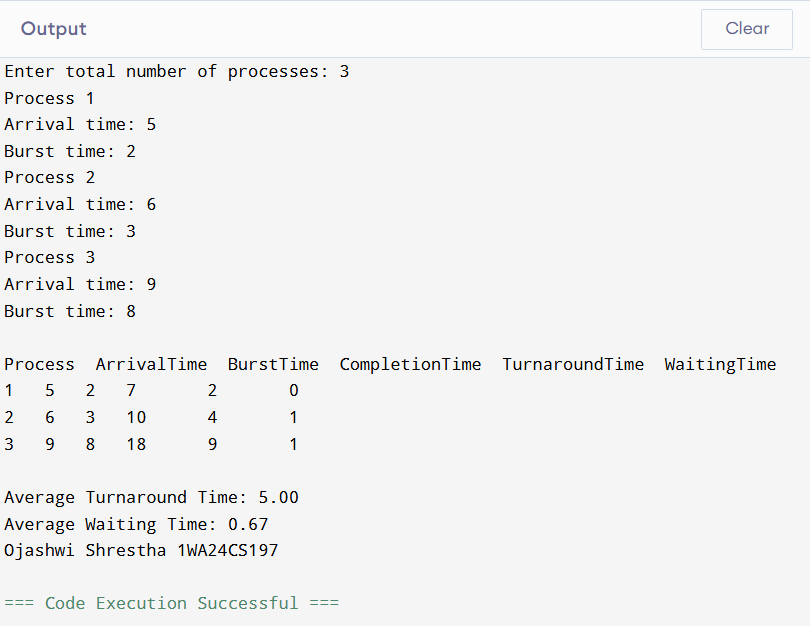 Output
Clear
Enter total number of processes: 3
Process 1
Arrival time: 5
Burst time: 2
Process 2
Arrival time: 6
Burst time: 3
Process 3
Arrival time: 9
Burst time: 8
Process  ArrivalTime  BurstTime  CompletionTime  TurnaroundTime  WaitingTime
1   5   2   7       2       0
2   6   3   10      4       1
3   9   8   18      9       1
Average Turnaround Time: 5.00
Average Waiting Time: 0.67
Ojashwi Shrestha 1WA24CS197
=== Code Execution Successful ===